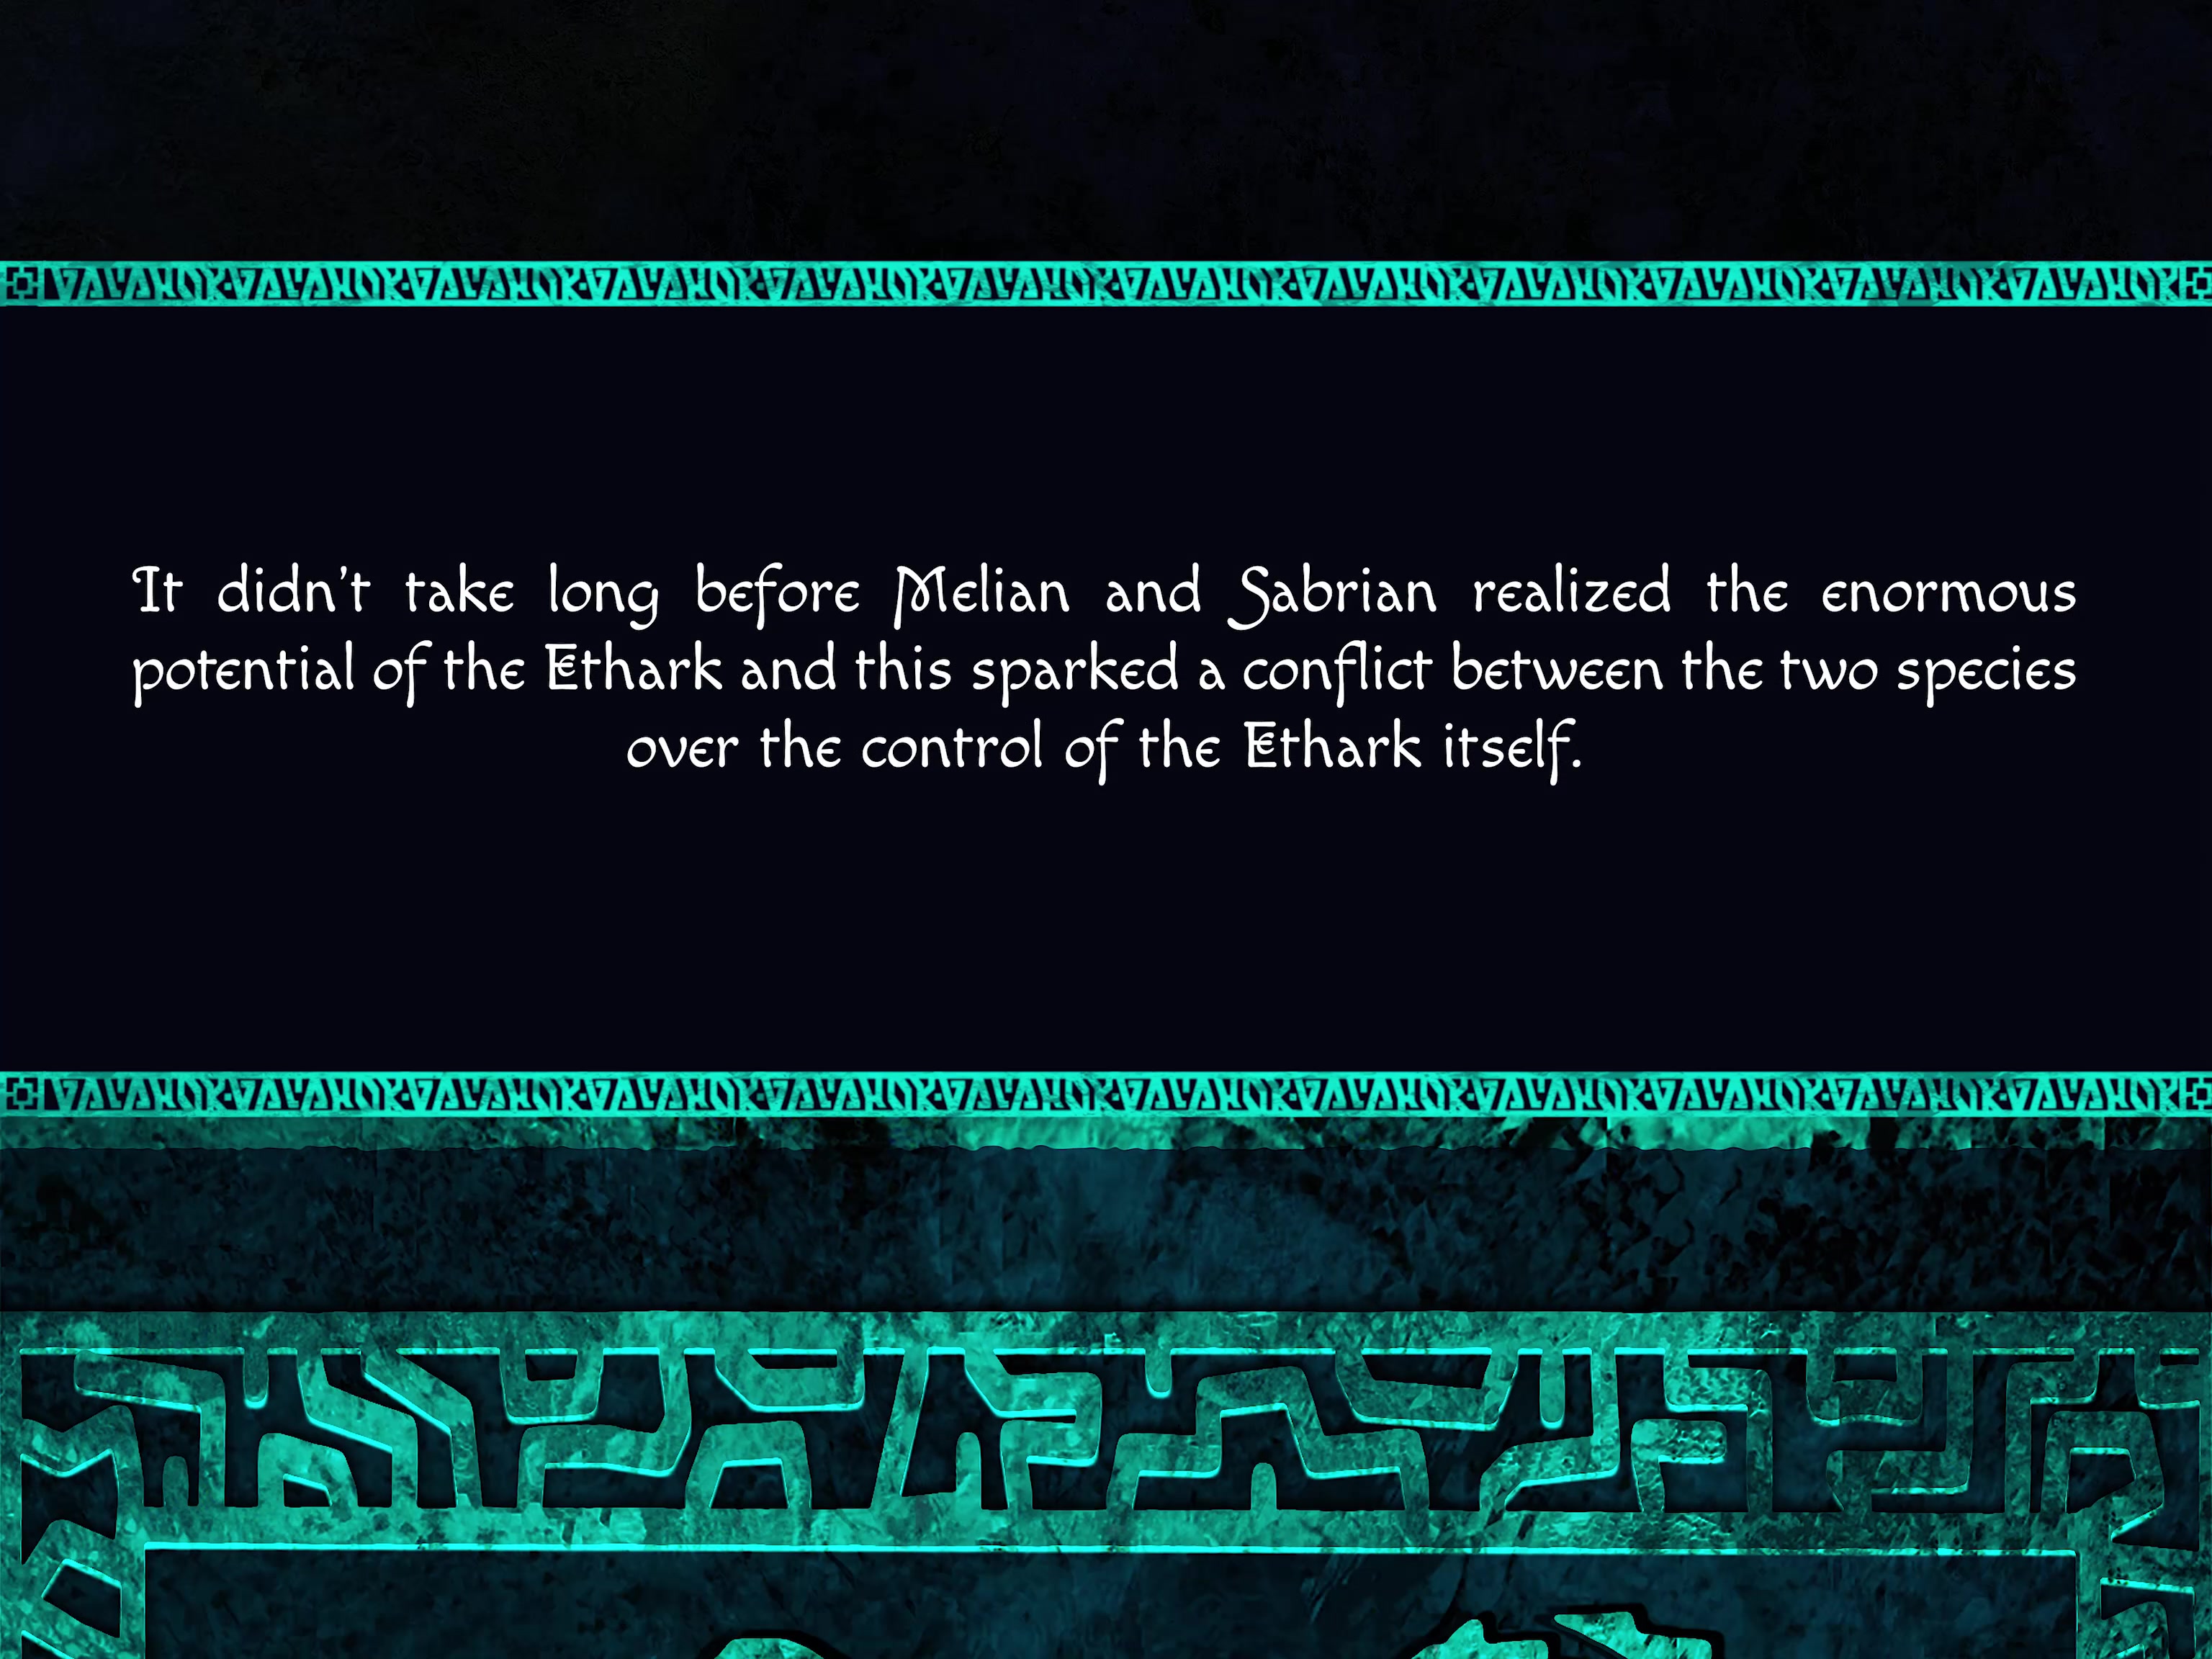 It didn't take long before Melian and Sabrian realized the enormous
potential of the Ethark and this sparked a conflict between the two species
over the control of the Ethark itself.